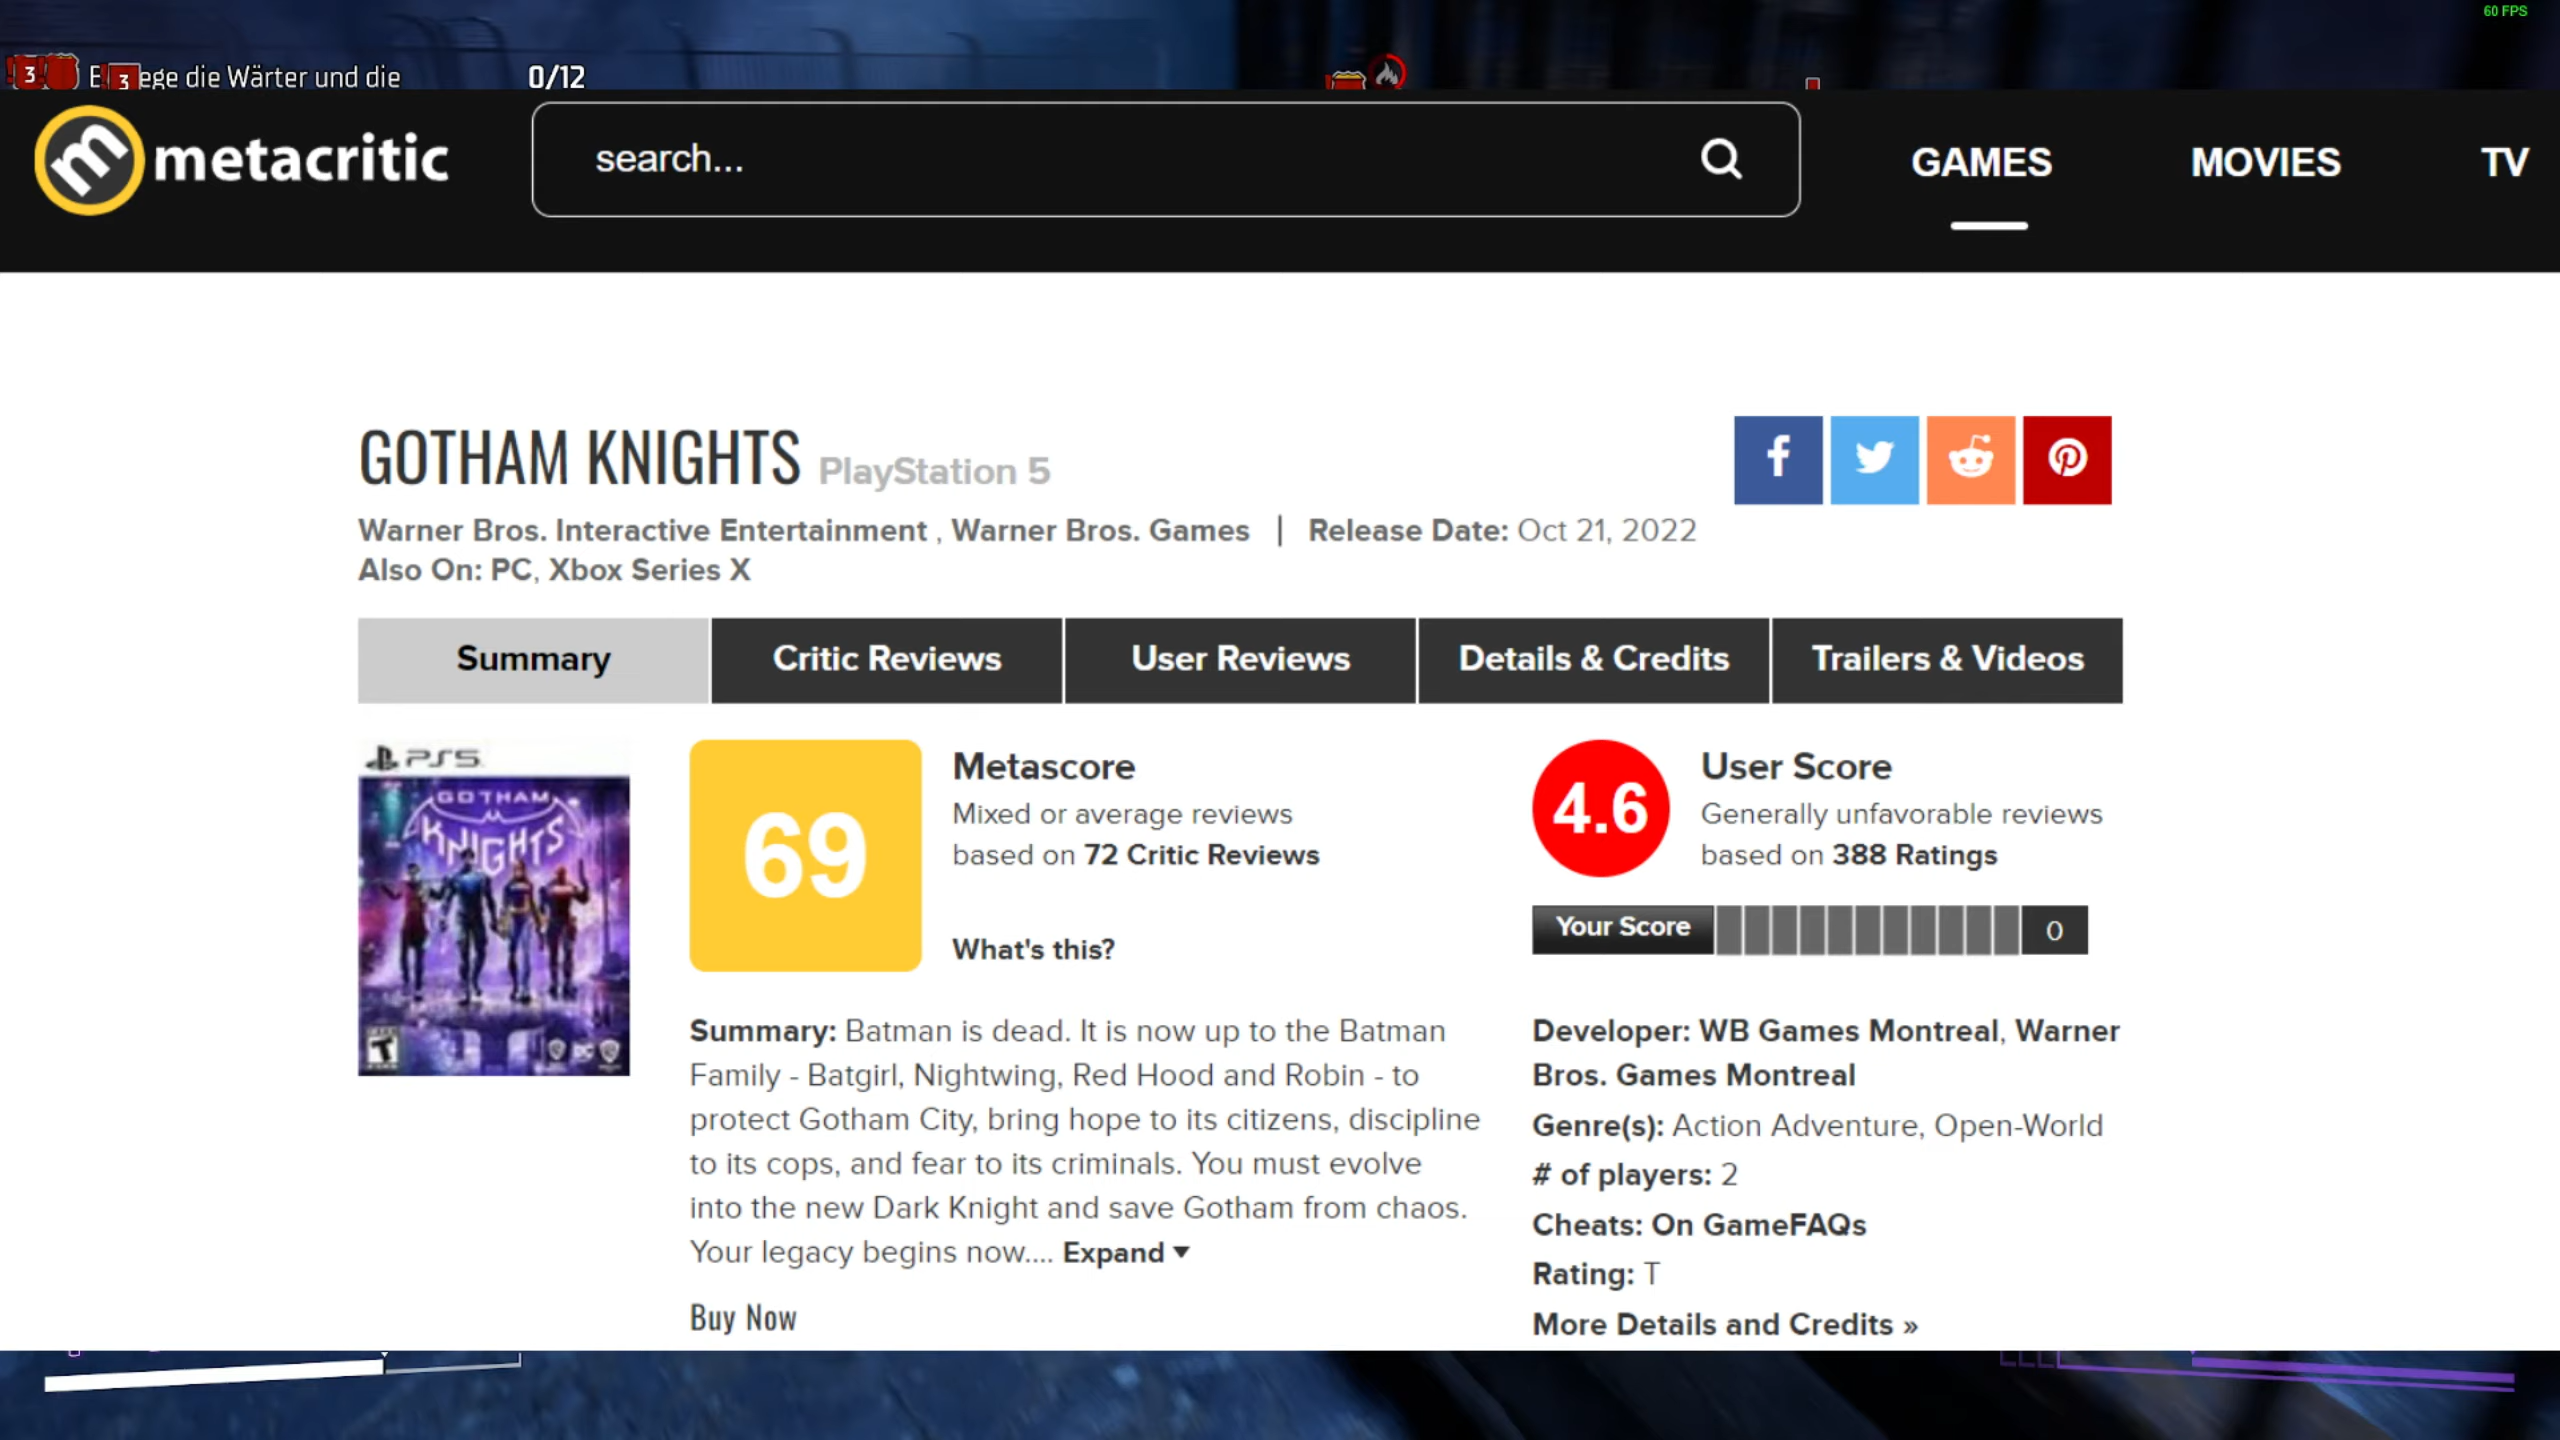 60 FPS
3 3 ege die Wärter und die 0/12
metacritic search... GAMES MOVIES TV
GOTHAM KNIGHTS PlayStation 5
Warner Bros. Interactive Entertainment , Warner Bros. Games | Release Date: Oct 21, 2022
Also On: PC, Xbox Series X
Summary Critic Reviews User Reviews Details & Credits Trailers & Videos
PS5
GOTHAM
KNIGHTS
T
69
Metascore
Mixed or average reviews
based on 72 Critic Reviews
What's this?
4.6
User Score
Generally unfavorable reviews
based on 388 Ratings
Your Score 0
Summary: Batman is dead. It is now up to the Batman
Family - Batgirl, Nightwing, Red Hood and Robin - to
protect Gotham City, bring hope to its citizens, discipline
to its cops, and fear to its criminals. You must evolve
into the new Dark Knight and save Gotham from chaos.
Your legacy begins now.... Expand
Buy Now
Developer: WB Games Montreal, Warner
Bros. Games Montreal
Genre(s): Action Adventure, Open-World
# of players: 2
Cheats: On GameFAQs
Rating: T
More Details and Credits »